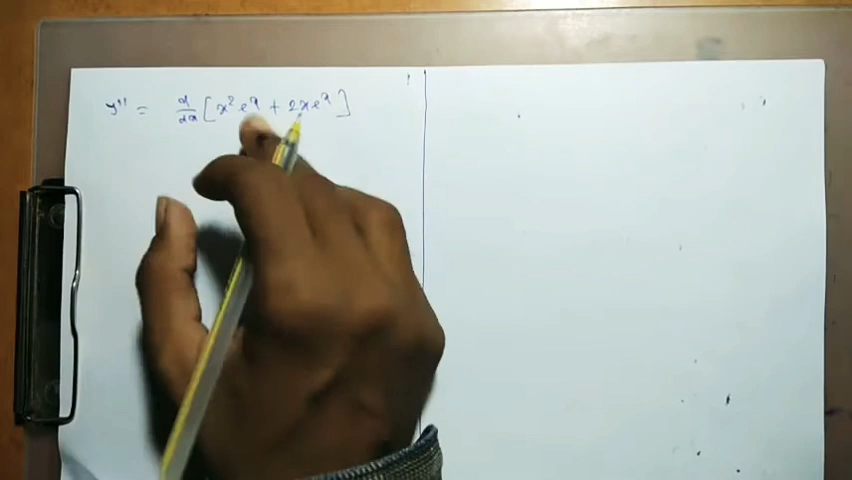 y'' = d/dx [x²eˣ + 2xeˣ]